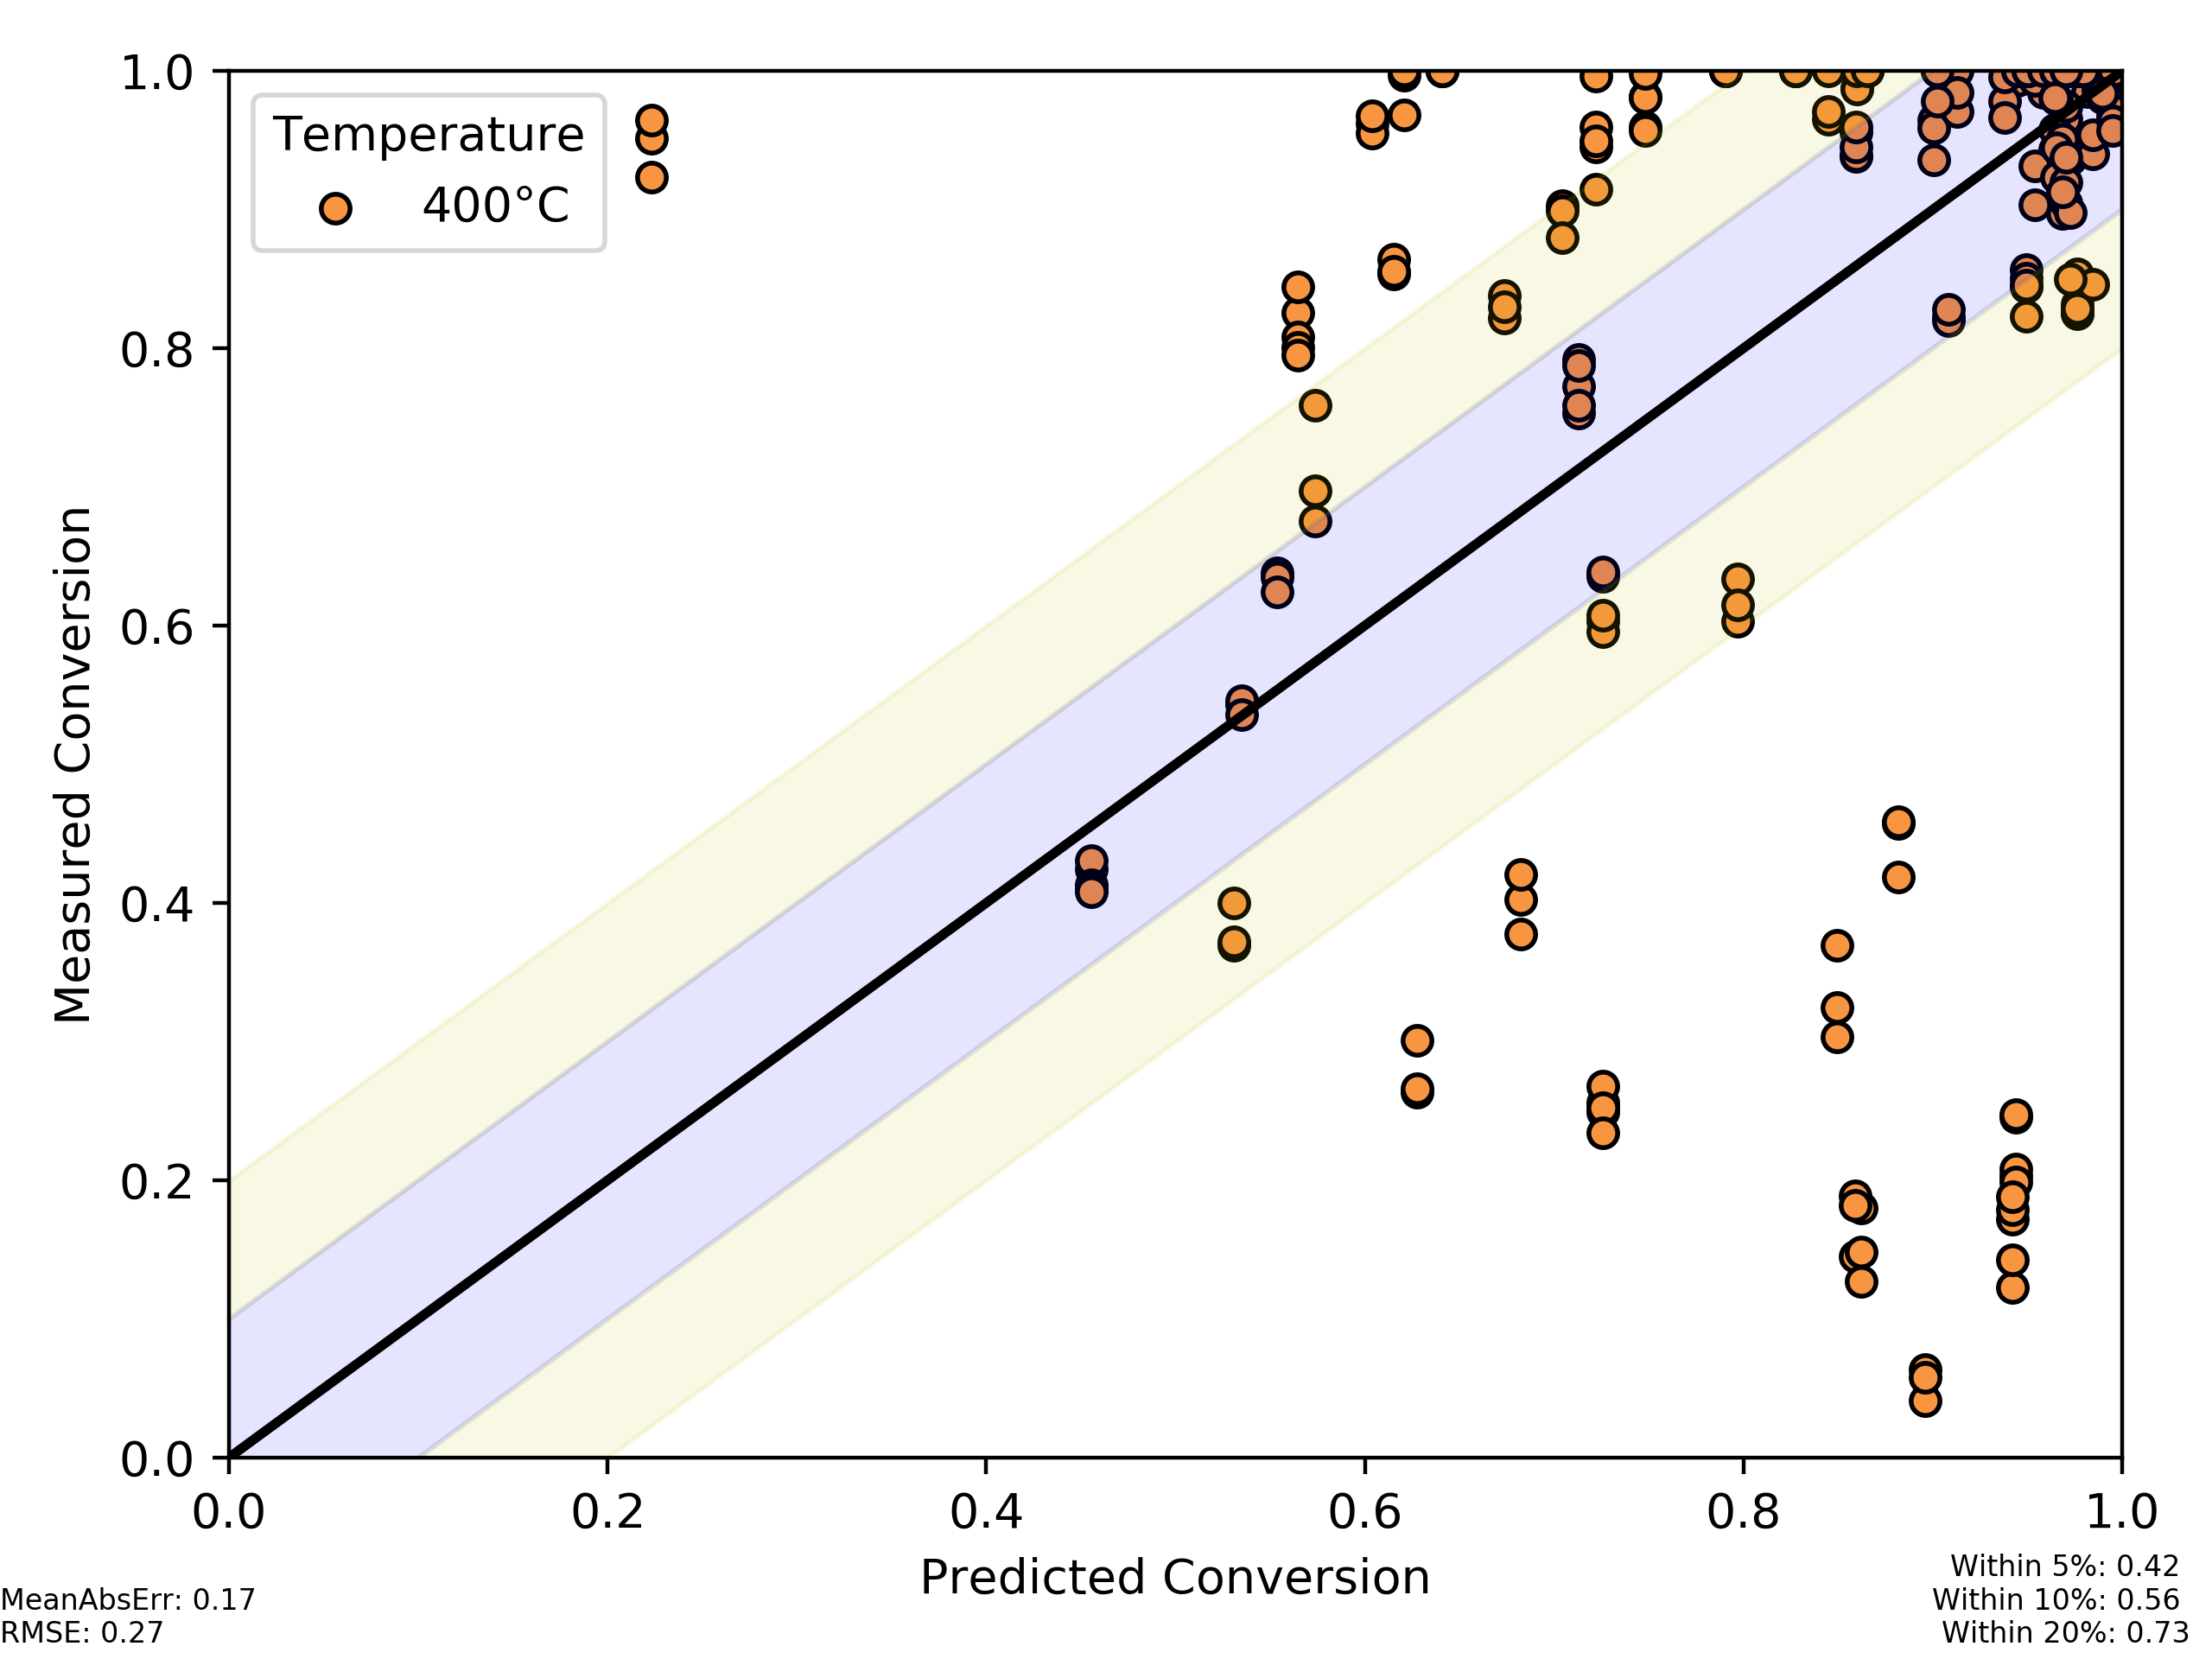 1.0
0.8
0.6
0.4
0.2
0.0
Measured Conversion
Temperature
400°C
0.0 0.2 0.4 0.6 0.8 1.0
Predicted Conversion
MeanAbsErr: 0.17
RMSE: 0.27
Within 5%: 0.42
Within 10%: 0.56
Within 20%: 0.73